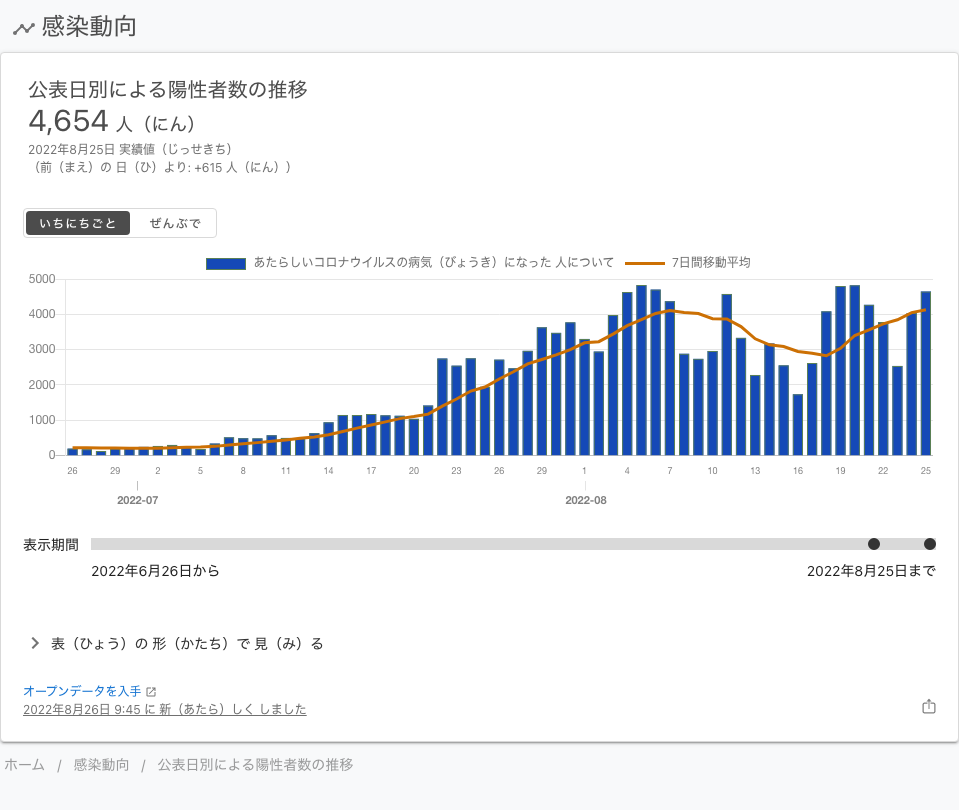 感染動向
公表日別による陽性者数の推移
4,654 人（にん）
2022年8月25日 実績値（じっせきち）
（前（まえ）の 日（ひ）より: +615 人（にん））
いちにちごと ぜんぶで
あたらしいコロナウイルスの病気（びょうき）になった 人について 7日間移動平均
5000
4000
3000
2000
1000
0
26 29 2 5 8 11 14 17 20 23 26 29 1 4 7 10 13 16 19 22 25
2022-07 2022-08
表示期間
2022年6月26日から 2022年8月25日まで
表（ひょう）の 形（かたち）で 見（み）る
オープンデータを入手
2022年8月26日 9:45 に 新（あたら）しく しました
ホーム / 感染動向 / 公表日別による陽性者数の推移